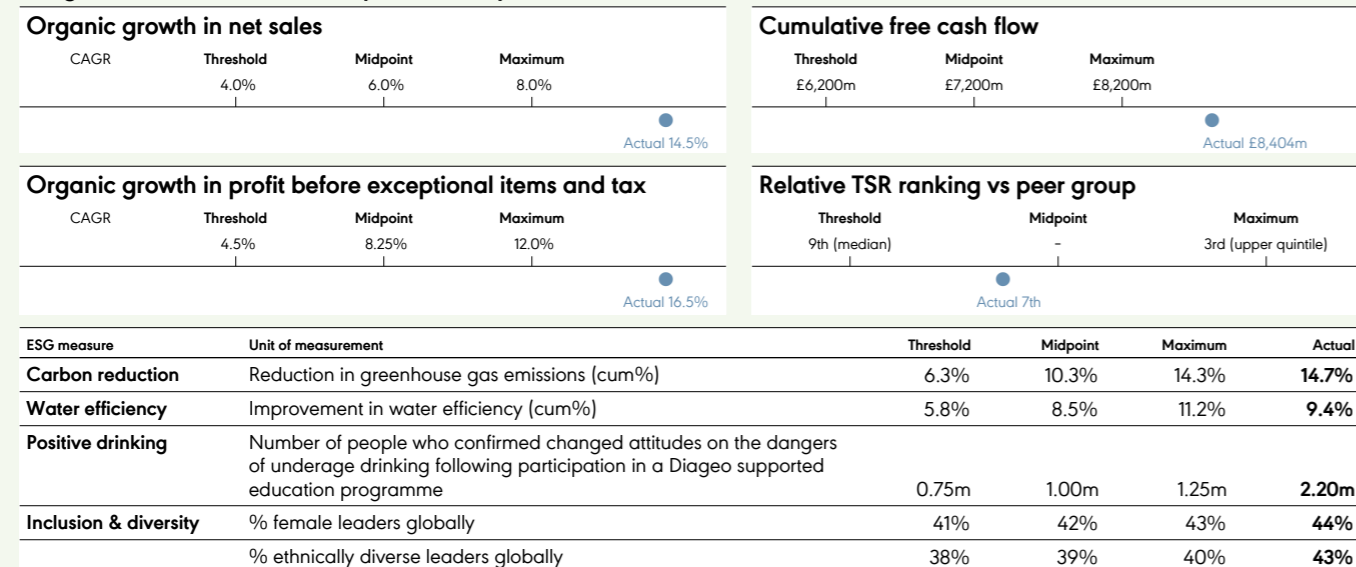 Organic growth in net sales
CAGR Threshold Midpoint Maximum
4.0% 6.0% 8.0%
Actual 14.5%
Cumulative free cash flow
Threshold Midpoint Maximum
£6,200m £7,200m £8,200m
Actual £8,404m
Organic growth in profit before exceptional items and tax
CAGR Threshold Midpoint Maximum
4.5% 8.25% 12.0%
Actual 16.5%
Relative TSR ranking vs peer group
Threshold Midpoint Maximum
9th (median) - 3rd (upper quintile)
Actual 7th
ESG measure Unit of measurement Threshold Midpoint Maximum Actual
Carbon reduction Reduction in greenhouse gas emissions (cum%) 6.3% 10.3% 14.3% 14.7%
Water efficiency Improvement in water efficiency (cum%) 5.8% 8.5% 11.2% 9.4%
Positive drinking Number of people who confirmed changed attitudes on the dangers
of underage drinking following participation in a Diageo supported
education programme 0.75m 1.00m 1.25m 2.20m
Inclusion & diversity % female leaders globally 41% 42% 43% 44%
% ethnically diverse leaders globally 38% 39% 40% 43%